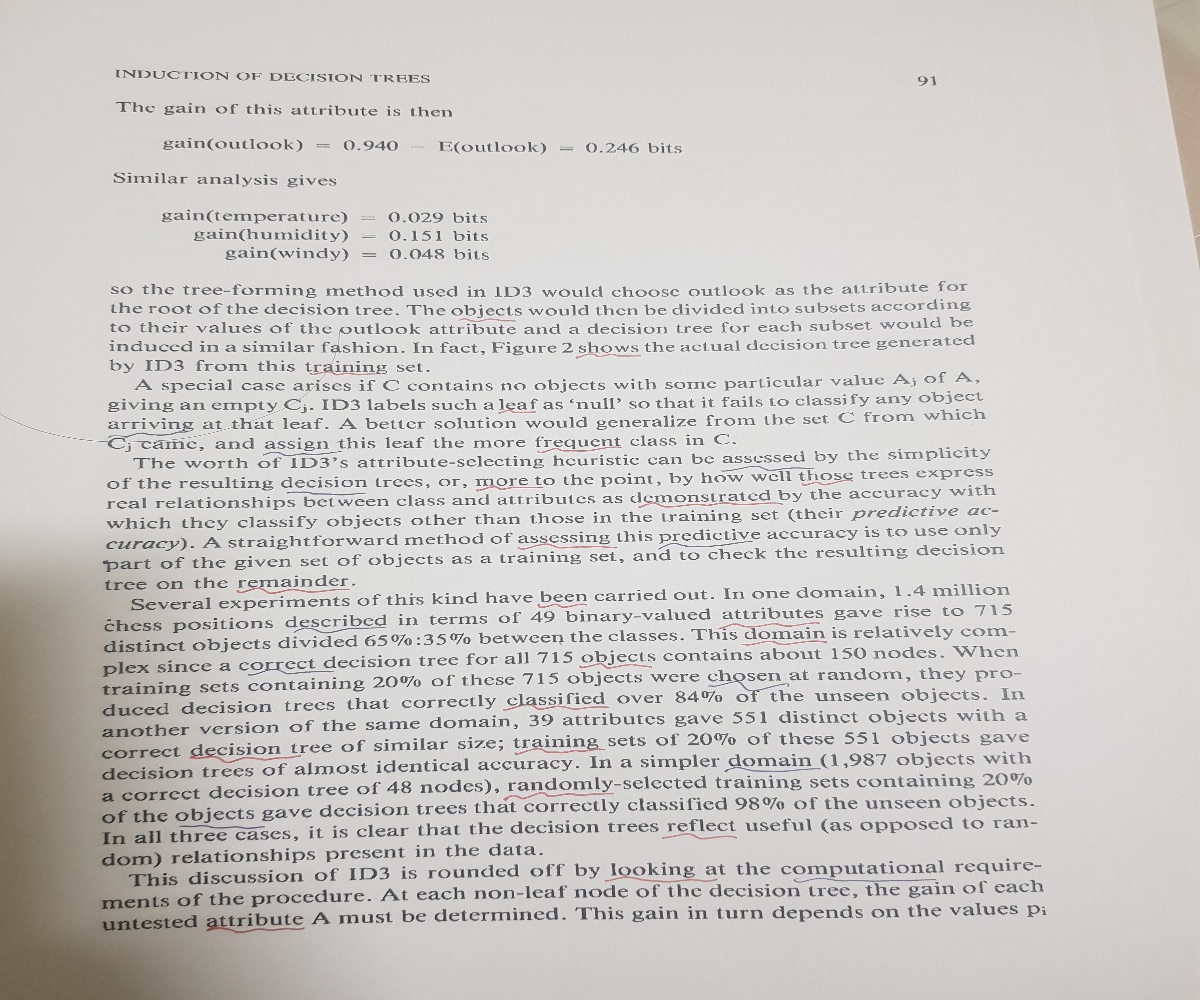 INDUCTION OF DECISION TREES 91
The gain of this attribute is then
gain(outlook) = 0.940 − E(outlook) = 0.246 bits
Similar analysis gives
gain(temperature) = 0.029 bits
gain(humidity) = 0.151 bits
gain(windy) = 0.048 bits
so the tree-forming method used in ID3 would choose outlook as the attribute for
the root of the decision tree. The objects would then be divided into subsets according
to their values of the outlook attribute and a decision tree for each subset would be
induced in a similar fashion. In fact, Figure 2 shows the actual decision tree generated
by ID3 from this training set.
A special case arises if C contains no objects with some particular value Aj of A,
giving an empty Cj. ID3 labels such a leaf as ‘null’ so that it fails to classify any object
arriving at that leaf. A better solution would generalize from the set C from which
Cj came, and assign this leaf the more frequent class in C.
The worth of ID3’s attribute-selecting heuristic can be assessed by the simplicity
of the resulting decision trees, or, more to the point, by how well those trees express
real relationships between class and attributes as demonstrated by the accuracy with
which they classify objects other than those in the training set (their predictive ac-
curacy). A straightforward method of assessing this predictive accuracy is to use only
part of the given set of objects as a training set, and to check the resulting decision
tree on the remainder.
Several experiments of this kind have been carried out. In one domain, 1.4 million
chess positions described in terms of 49 binary-valued attributes gave rise to 715
distinct objects divided 65%:35% between the classes. This domain is relatively com-
plex since a correct decision tree for all 715 objects contains about 150 nodes. When
training sets containing 20% of these 715 objects were chosen at random, they pro-
duced decision trees that correctly classified over 84% of the unseen objects. In
another version of the same domain, 39 attributes gave 551 distinct objects with a
correct decision tree of similar size; training sets of 20% of these 551 objects gave
decision trees of almost identical accuracy. In a simpler domain (1,987 objects with
a correct decision tree of 48 nodes), randomly-selected training sets containing 20%
of the objects gave decision trees that correctly classified 98% of the unseen objects.
In all three cases, it is clear that the decision trees reflect useful (as opposed to ran-
dom) relationships present in the data.
This discussion of ID3 is rounded off by looking at the computational require-
ments of the procedure. At each non-leaf node of the decision tree, the gain of each
untested attribute A must be determined. This gain in turn depends on the values pi